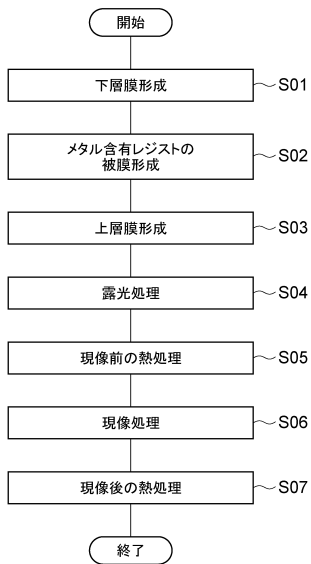 開始
下層膜形成
S01
メタル含有レジストの
被膜形成
S02
上層膜形成
S03
露光処理
S04
現像前の熱処理
S05
現像処理
S06
現像後の熱処理
S07
終了